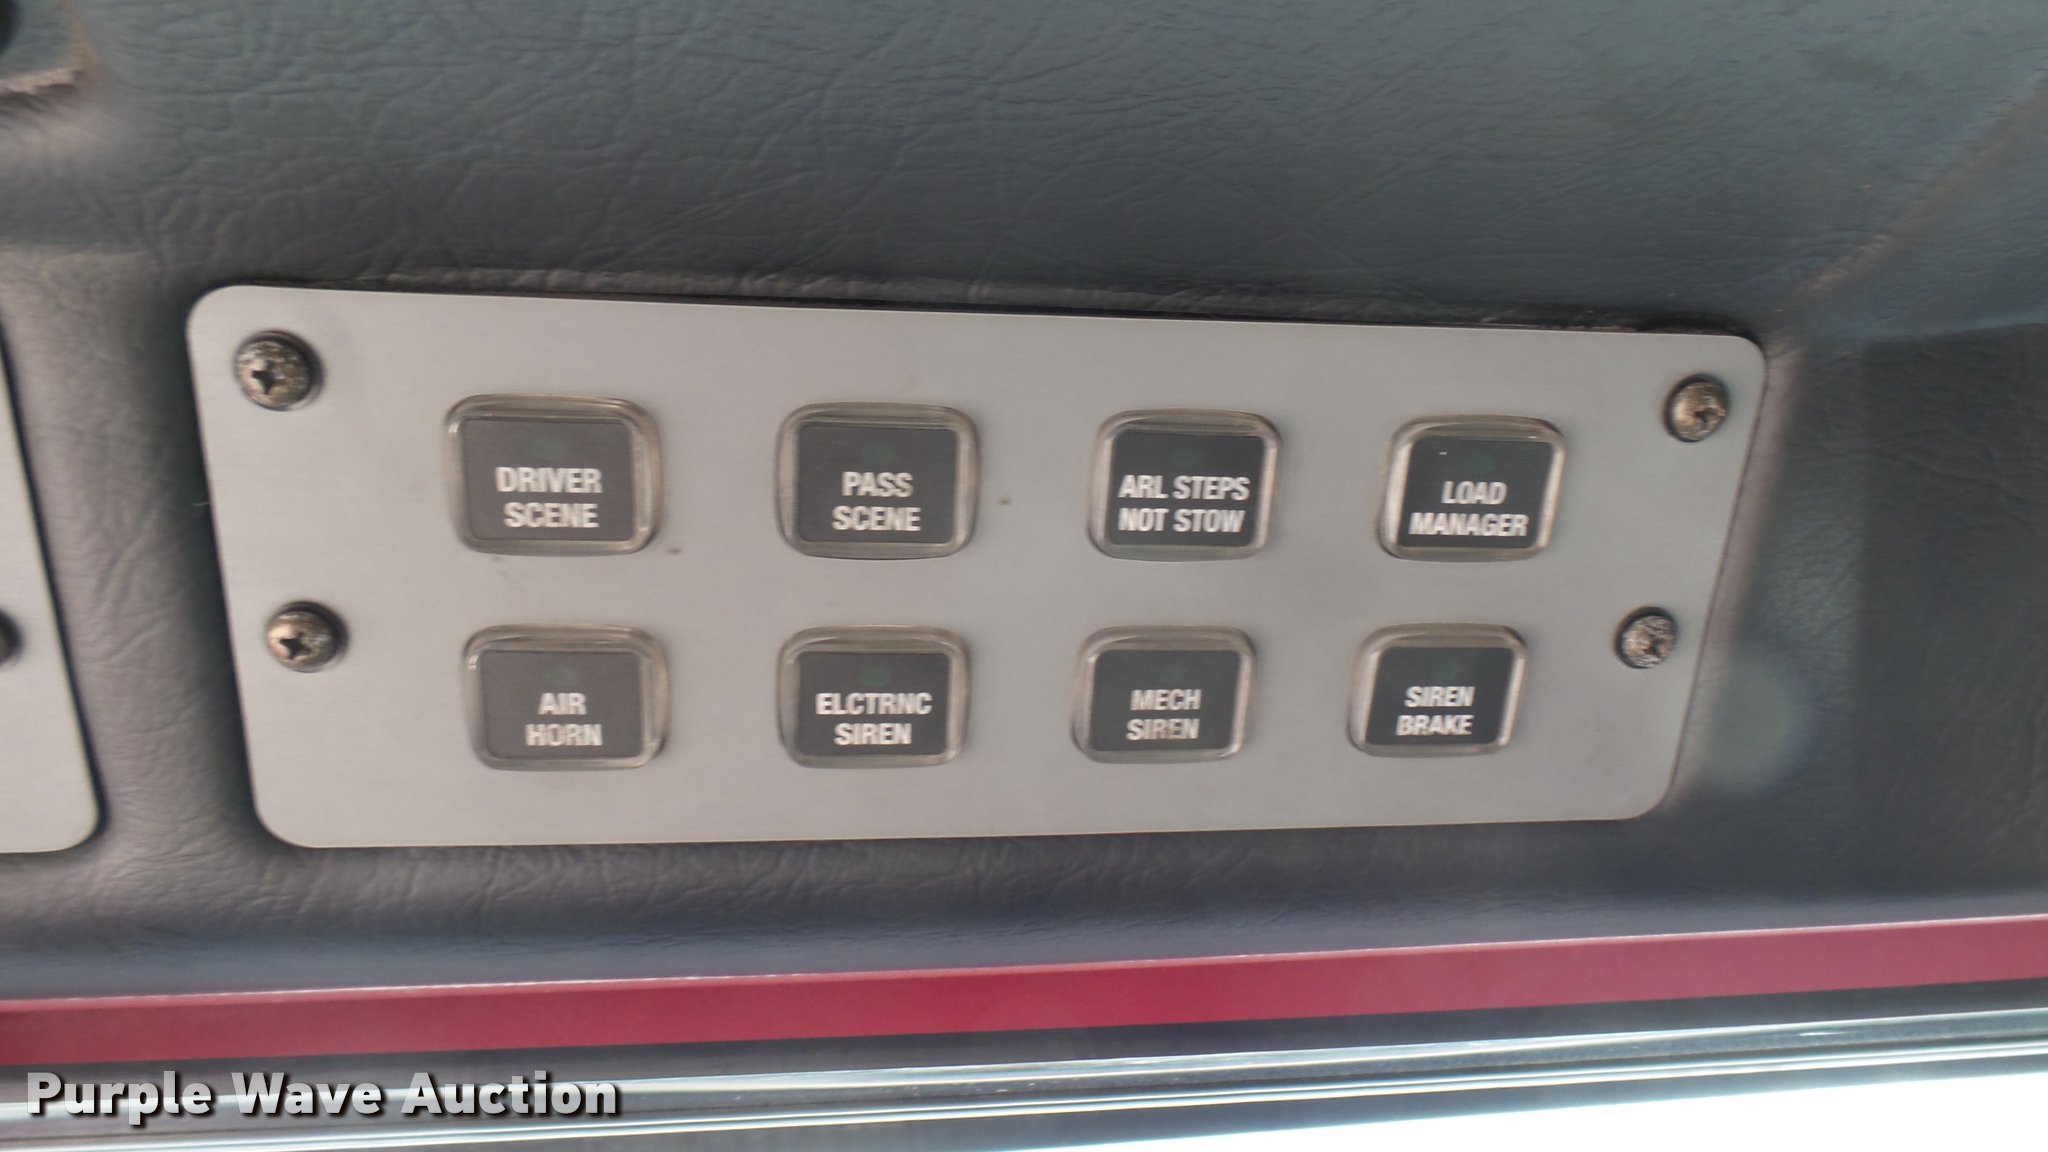 DRIVER
SCENE
PASS
SCENE
ARL STEPS
NOT STOW
LOAD
MANAGER
AIR
HORN
ELCTRNC
SIREN
MECH
SIREN
SIREN
BRAKE
Purple Wave Auction